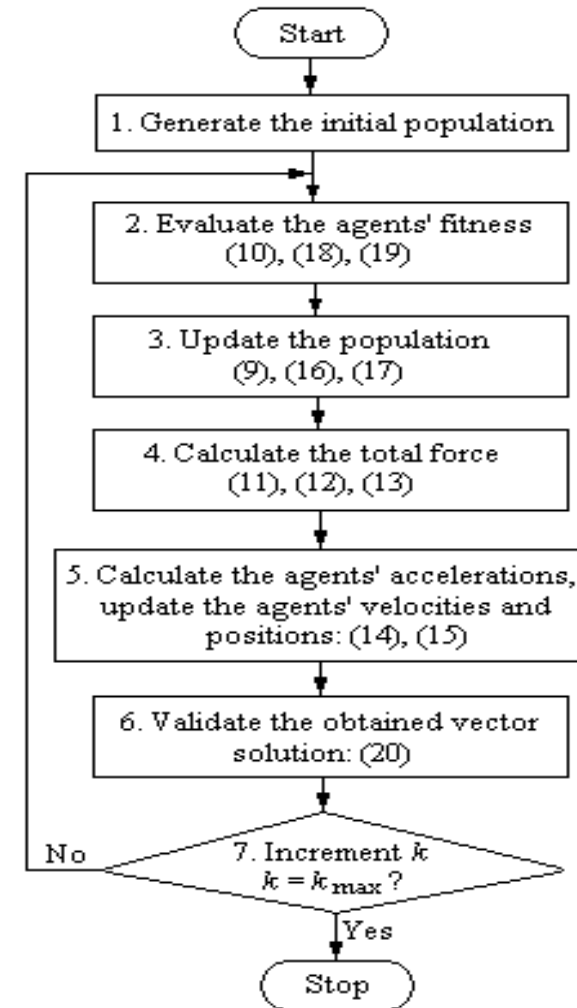 Start
1. Generate the initial population
2. Evaluate the agents' fitness
(10), (18), (19)
3. Update the population
(9), (16), (17)
4. Calculate the total force
(11), (12), (13)
5. Calculate the agents' accelerations,
update the agents' velocities and
positions: (14), (15)
6. Validate the obtained vector
solution: (20)
No
7. Increment k
k = k max ?
Yes
Stop